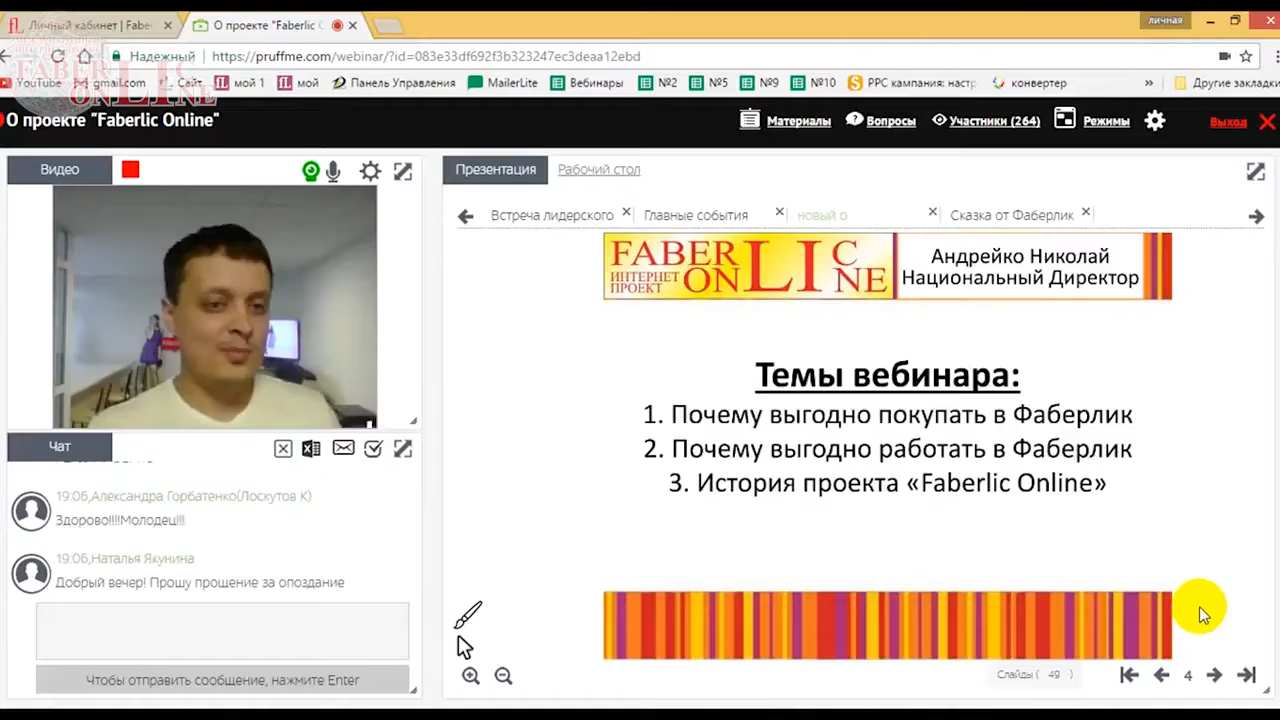 Личный кабинет | Fabe
О проекте "Faberlic
личная
Надежный
https://pruffme.com/webinar/?id=083e33df692f3b323247ec3deaa12ebd
YouTube
gmail.com
Сайт
мой 1
мой
Панель Управления
MailerLite
Вебинары
№2
№5
№9
№10
PPC кампания: настр
конвертер
»
Другие закладки
FABERLIC
ONLINE
О проекте "Faberlic Online"
Материалы
Вопросы
Участники (264)
Режимы
Выход
Видео
Презентация
Рабочий стол
Встреча лидерского
Главные события
новый о
Сказка от Фаберлик
FABERLIC
ИНТЕРНЕТ ПРОЕКТ
ONLINE
Андрейко Николай
Национальный Директор
Темы вебинара:
1. Почему выгодно покупать в Фаберлик
2. Почему выгодно работать в Фаберлик
3. История проекта «Faberlic Online»
Чат
19:06,Александра Горбатенко(Лоскутов К)
Здорово!!!!Молодец!!!
19:06,Наталья Якунина
Добрый вечер! Прошу прощение за опоздание
Чтобы отправить сообщение, нажмите Enter
Слайды ( 49 )
4